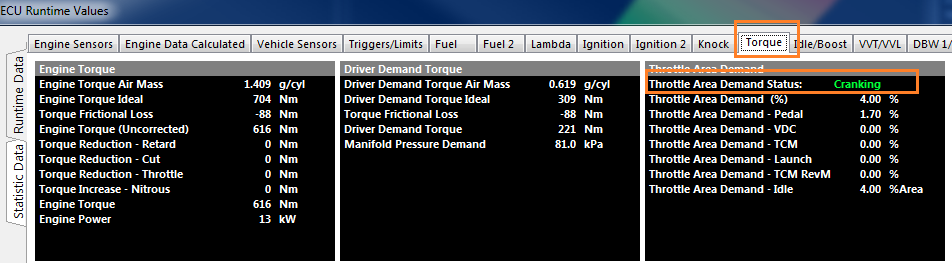 ECU Runtime Values
Engine Sensors Engine Data Calculated Vehicle Sensors Triggers/Limits Fuel Fuel 2 Lambda Ignition Ignition 2 Knock Torque Idle/Boost VVT/VVL DBW 1/
Runtime Data
Statistic Data
Engine Torque
Engine Torque Air Mass 1.409 g/cyl
Engine Torque Ideal 704 Nm
Torque Frictional Loss -88 Nm
Engine Torque (Uncorrected) 616 Nm
Torque Reduction - Retard 0 Nm
Torque Reduction - Cut 0 Nm
Torque Reduction - Throttle 0 Nm
Torque Increase - Nitrous 0 Nm
Engine Torque 616 Nm
Engine Power 13 kW
Driver Demand Torque
Driver Demand Torque Air Mass 0.619 g/cyl
Driver Demand Torque Ideal 309 Nm
Torque Frictional Loss -88 Nm
Driver Demand Torque 221 Nm
Manifold Pressure Demand 81.0 kPa
Throttle Area Demand
Throttle Area Demand Status: Cranking
Throttle Area Demand (%) 4.00 %
Throttle Area Demand - Pedal 1.70 %
Throttle Area Demand - VDC 0.00 %
Throttle Area Demand - TCM 0.00 %
Throttle Area Demand - Launch 0.00 %
Throttle Area Demand - TCM RevM 0.00 %
Throttle Area Demand - Idle 4.00 %Area